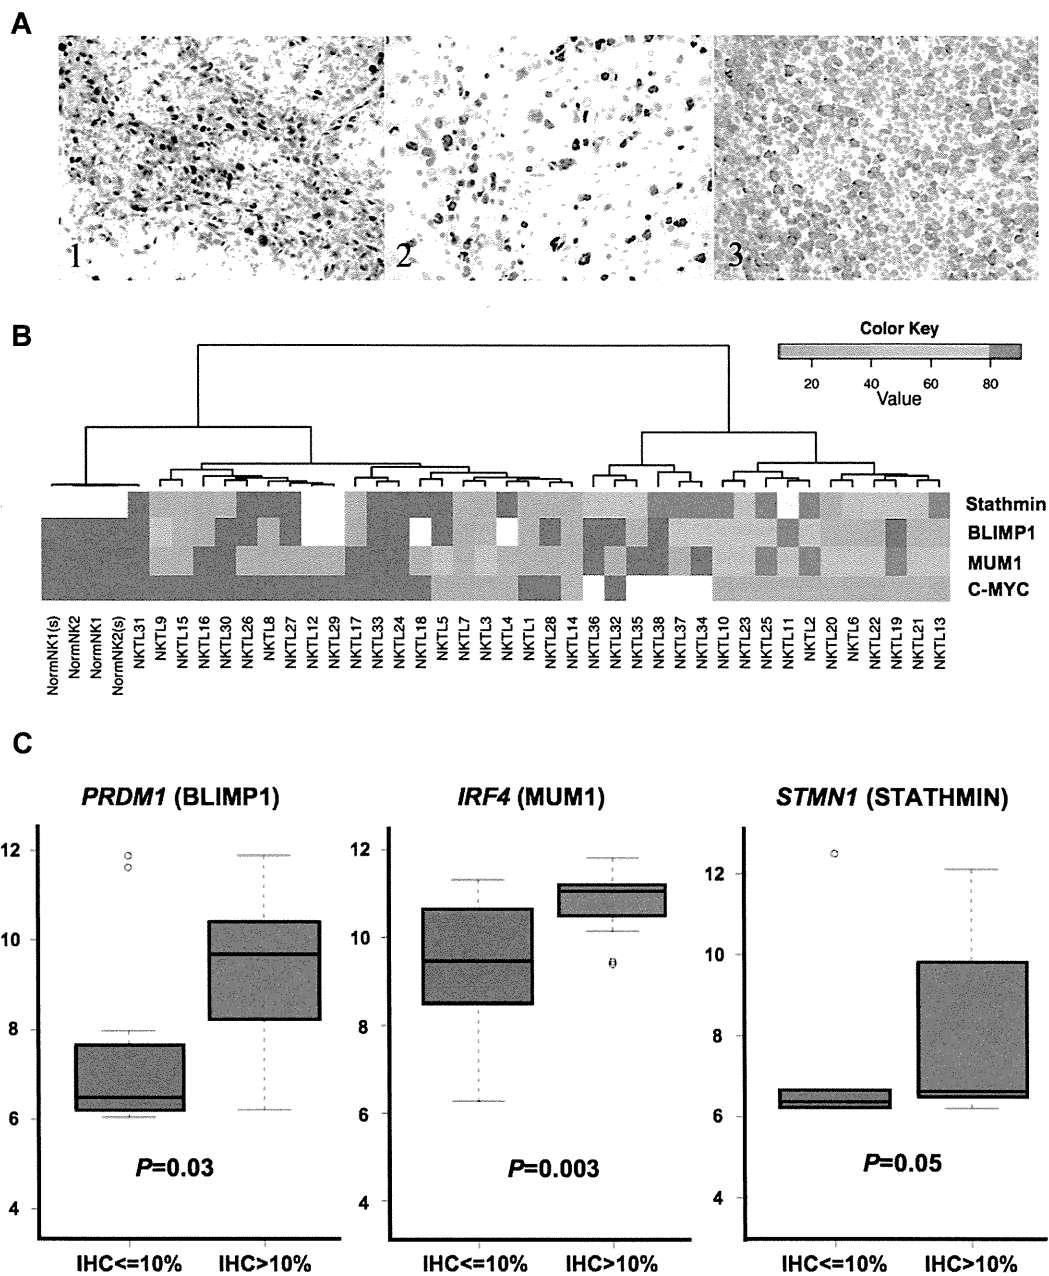 A
1
2
3
B
Color Key
20 40 60 80
Value
Stathmin
BLIMP1
MUM1
C-MYC
NormNK1(s)
NormNK2
NormNK1
NormNK2(s)
NKTL31
NKTL9
NKTL15
NKTL16
NKTL30
NKTL26
NKTL8
NKTL27
NKTL12
NKTL29
NKTL17
NKTL33
NKTL24
NKTL18
NKTL5
NKTL7
NKTL3
NKTL4
NKTL1
NKTL28
NKTL14
NKTL36
NKTL32
NKTL35
NKTL38
NKTL37
NKTL34
NKTL10
NKTL23
NKTL25
NKTL11
NKTL2
NKTL20
NKTL6
NKTL22
NKTL19
NKTL21
NKTL13
C
PRDM1 (BLIMP1)
12
10
8
6
4
P=0.03
IHC<=10% IHC>10%
IRF4 (MUM1)
12
10
8
6
4
P=0.003
IHC<=10% IHC>10%
STMN1 (STATHMIN)
12
10
8
6
4
P=0.05
IHC<=10% IHC>10%